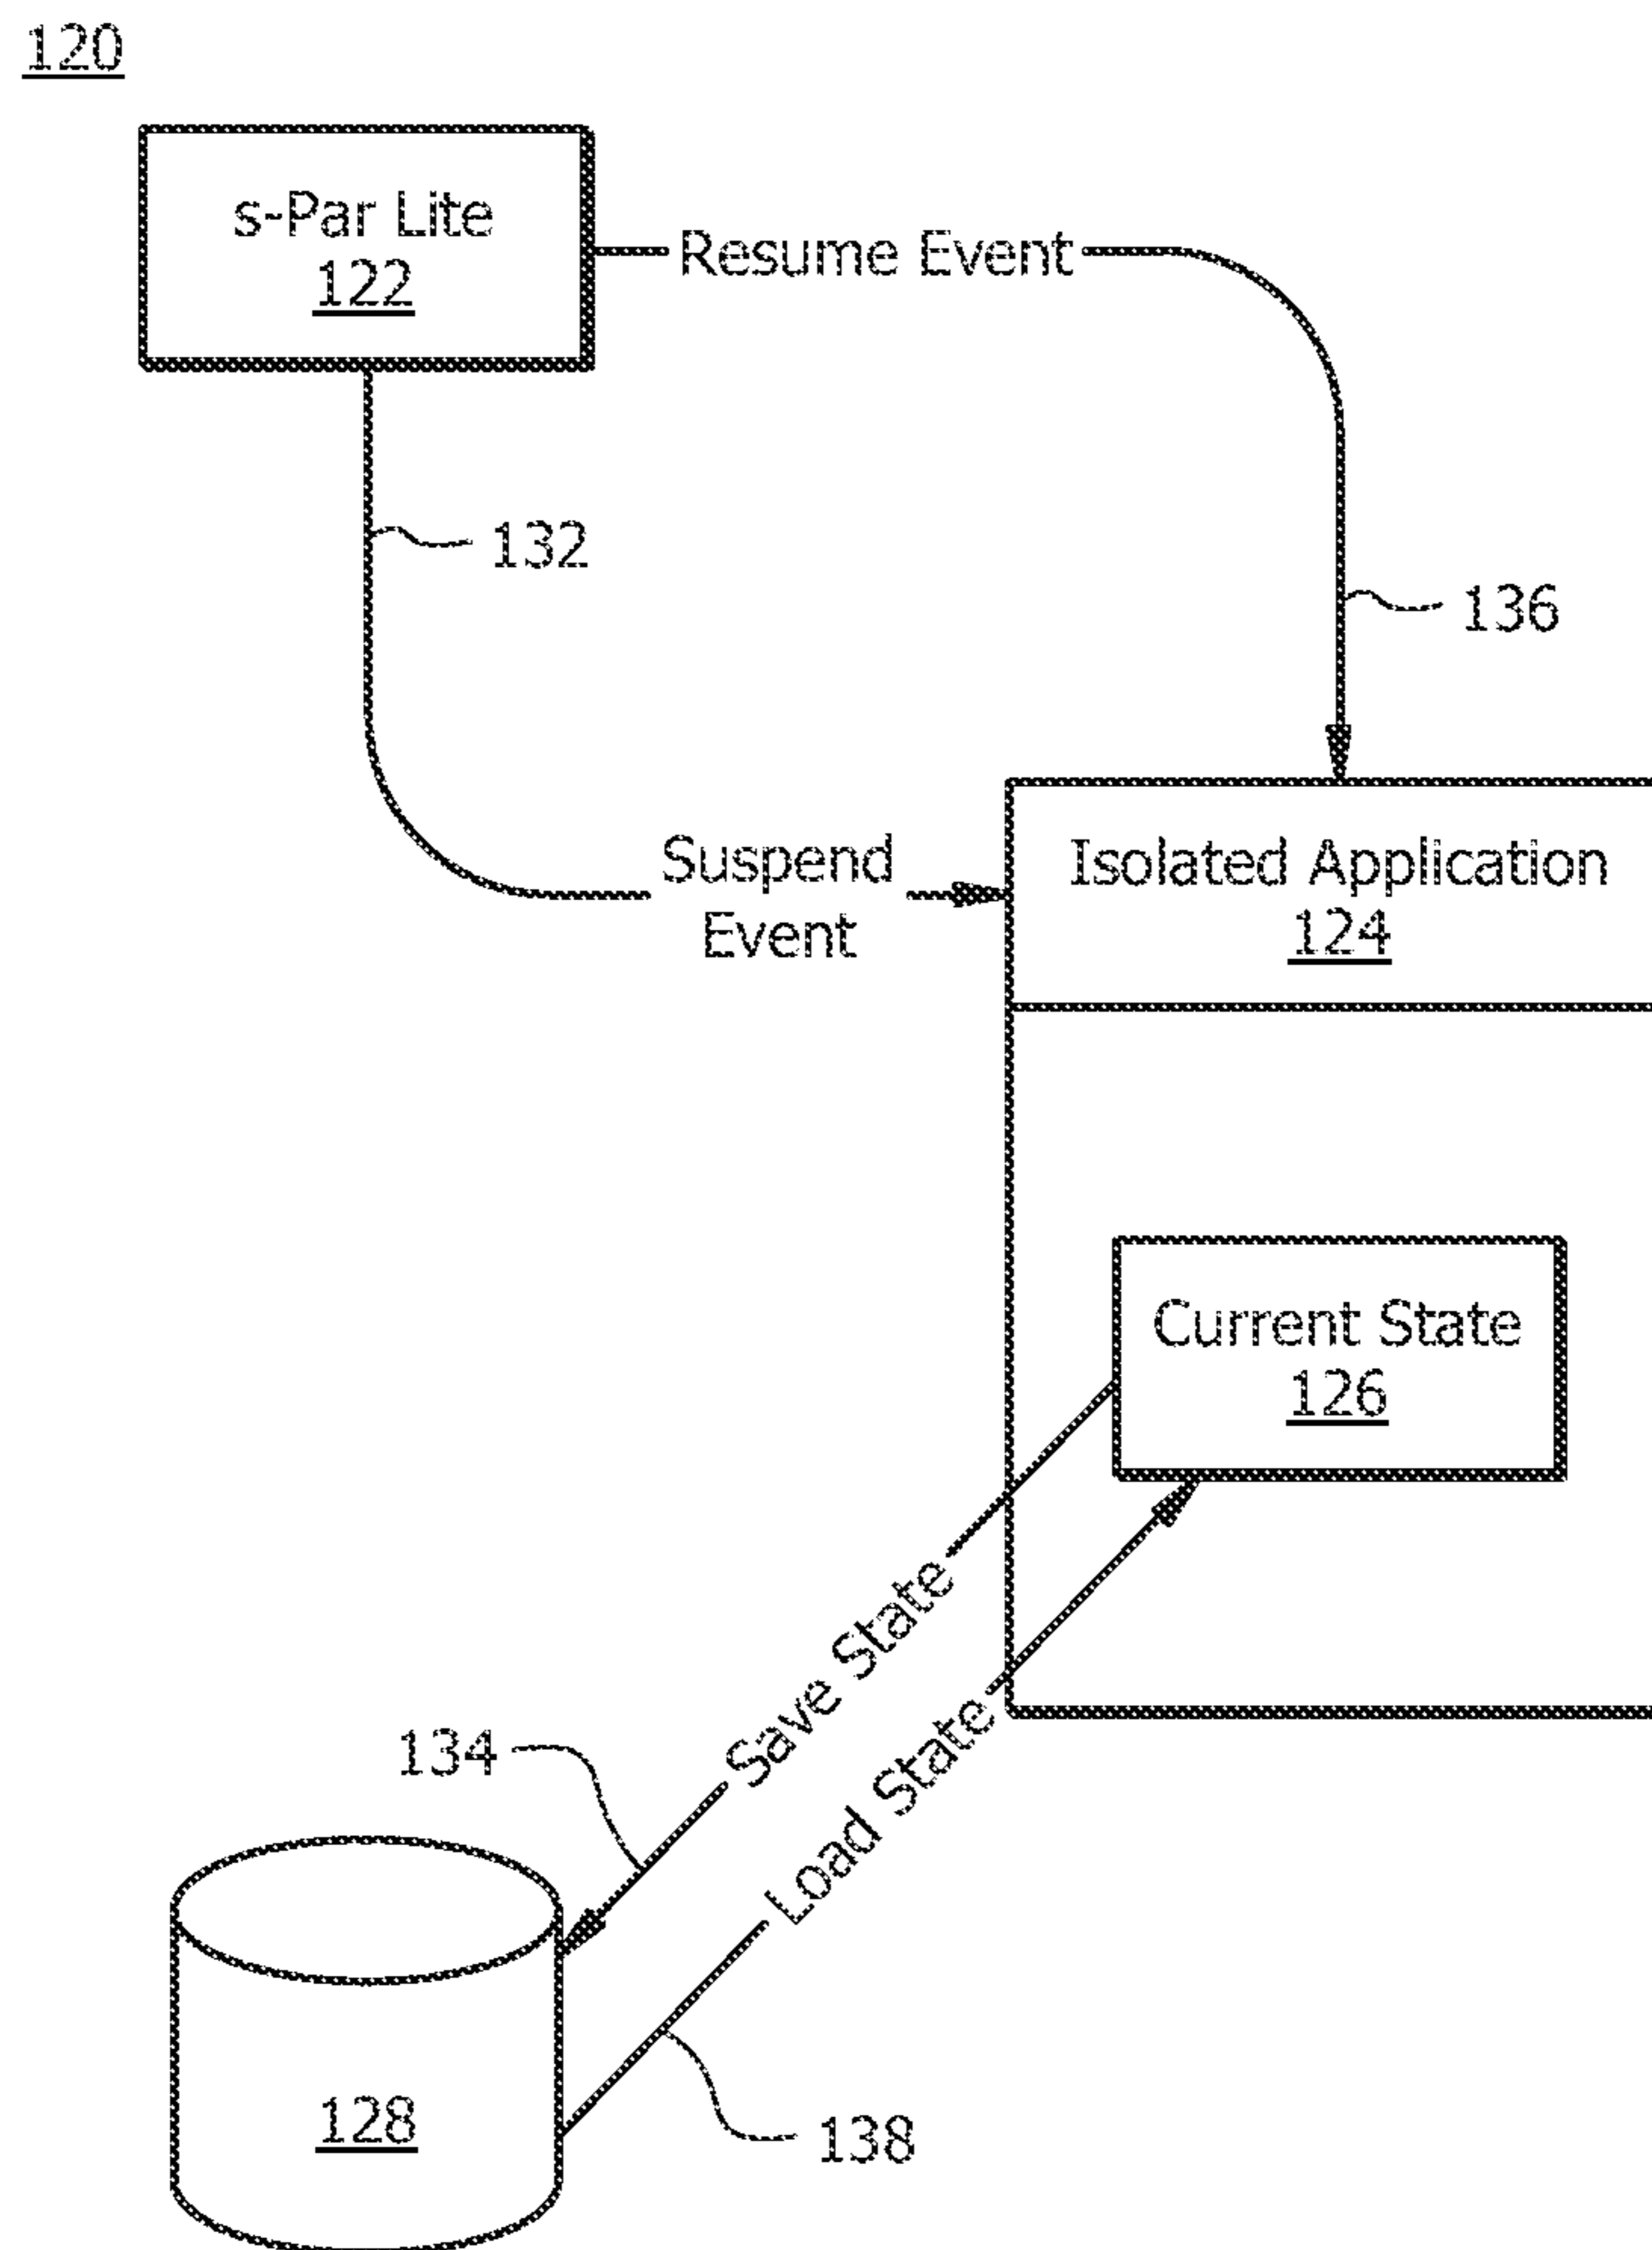 120
s-Par Lite
122
Resume Event
132
136
Suspend
Event
Isolated Application
124
Current State
126
Save State
Load State
134
128
138